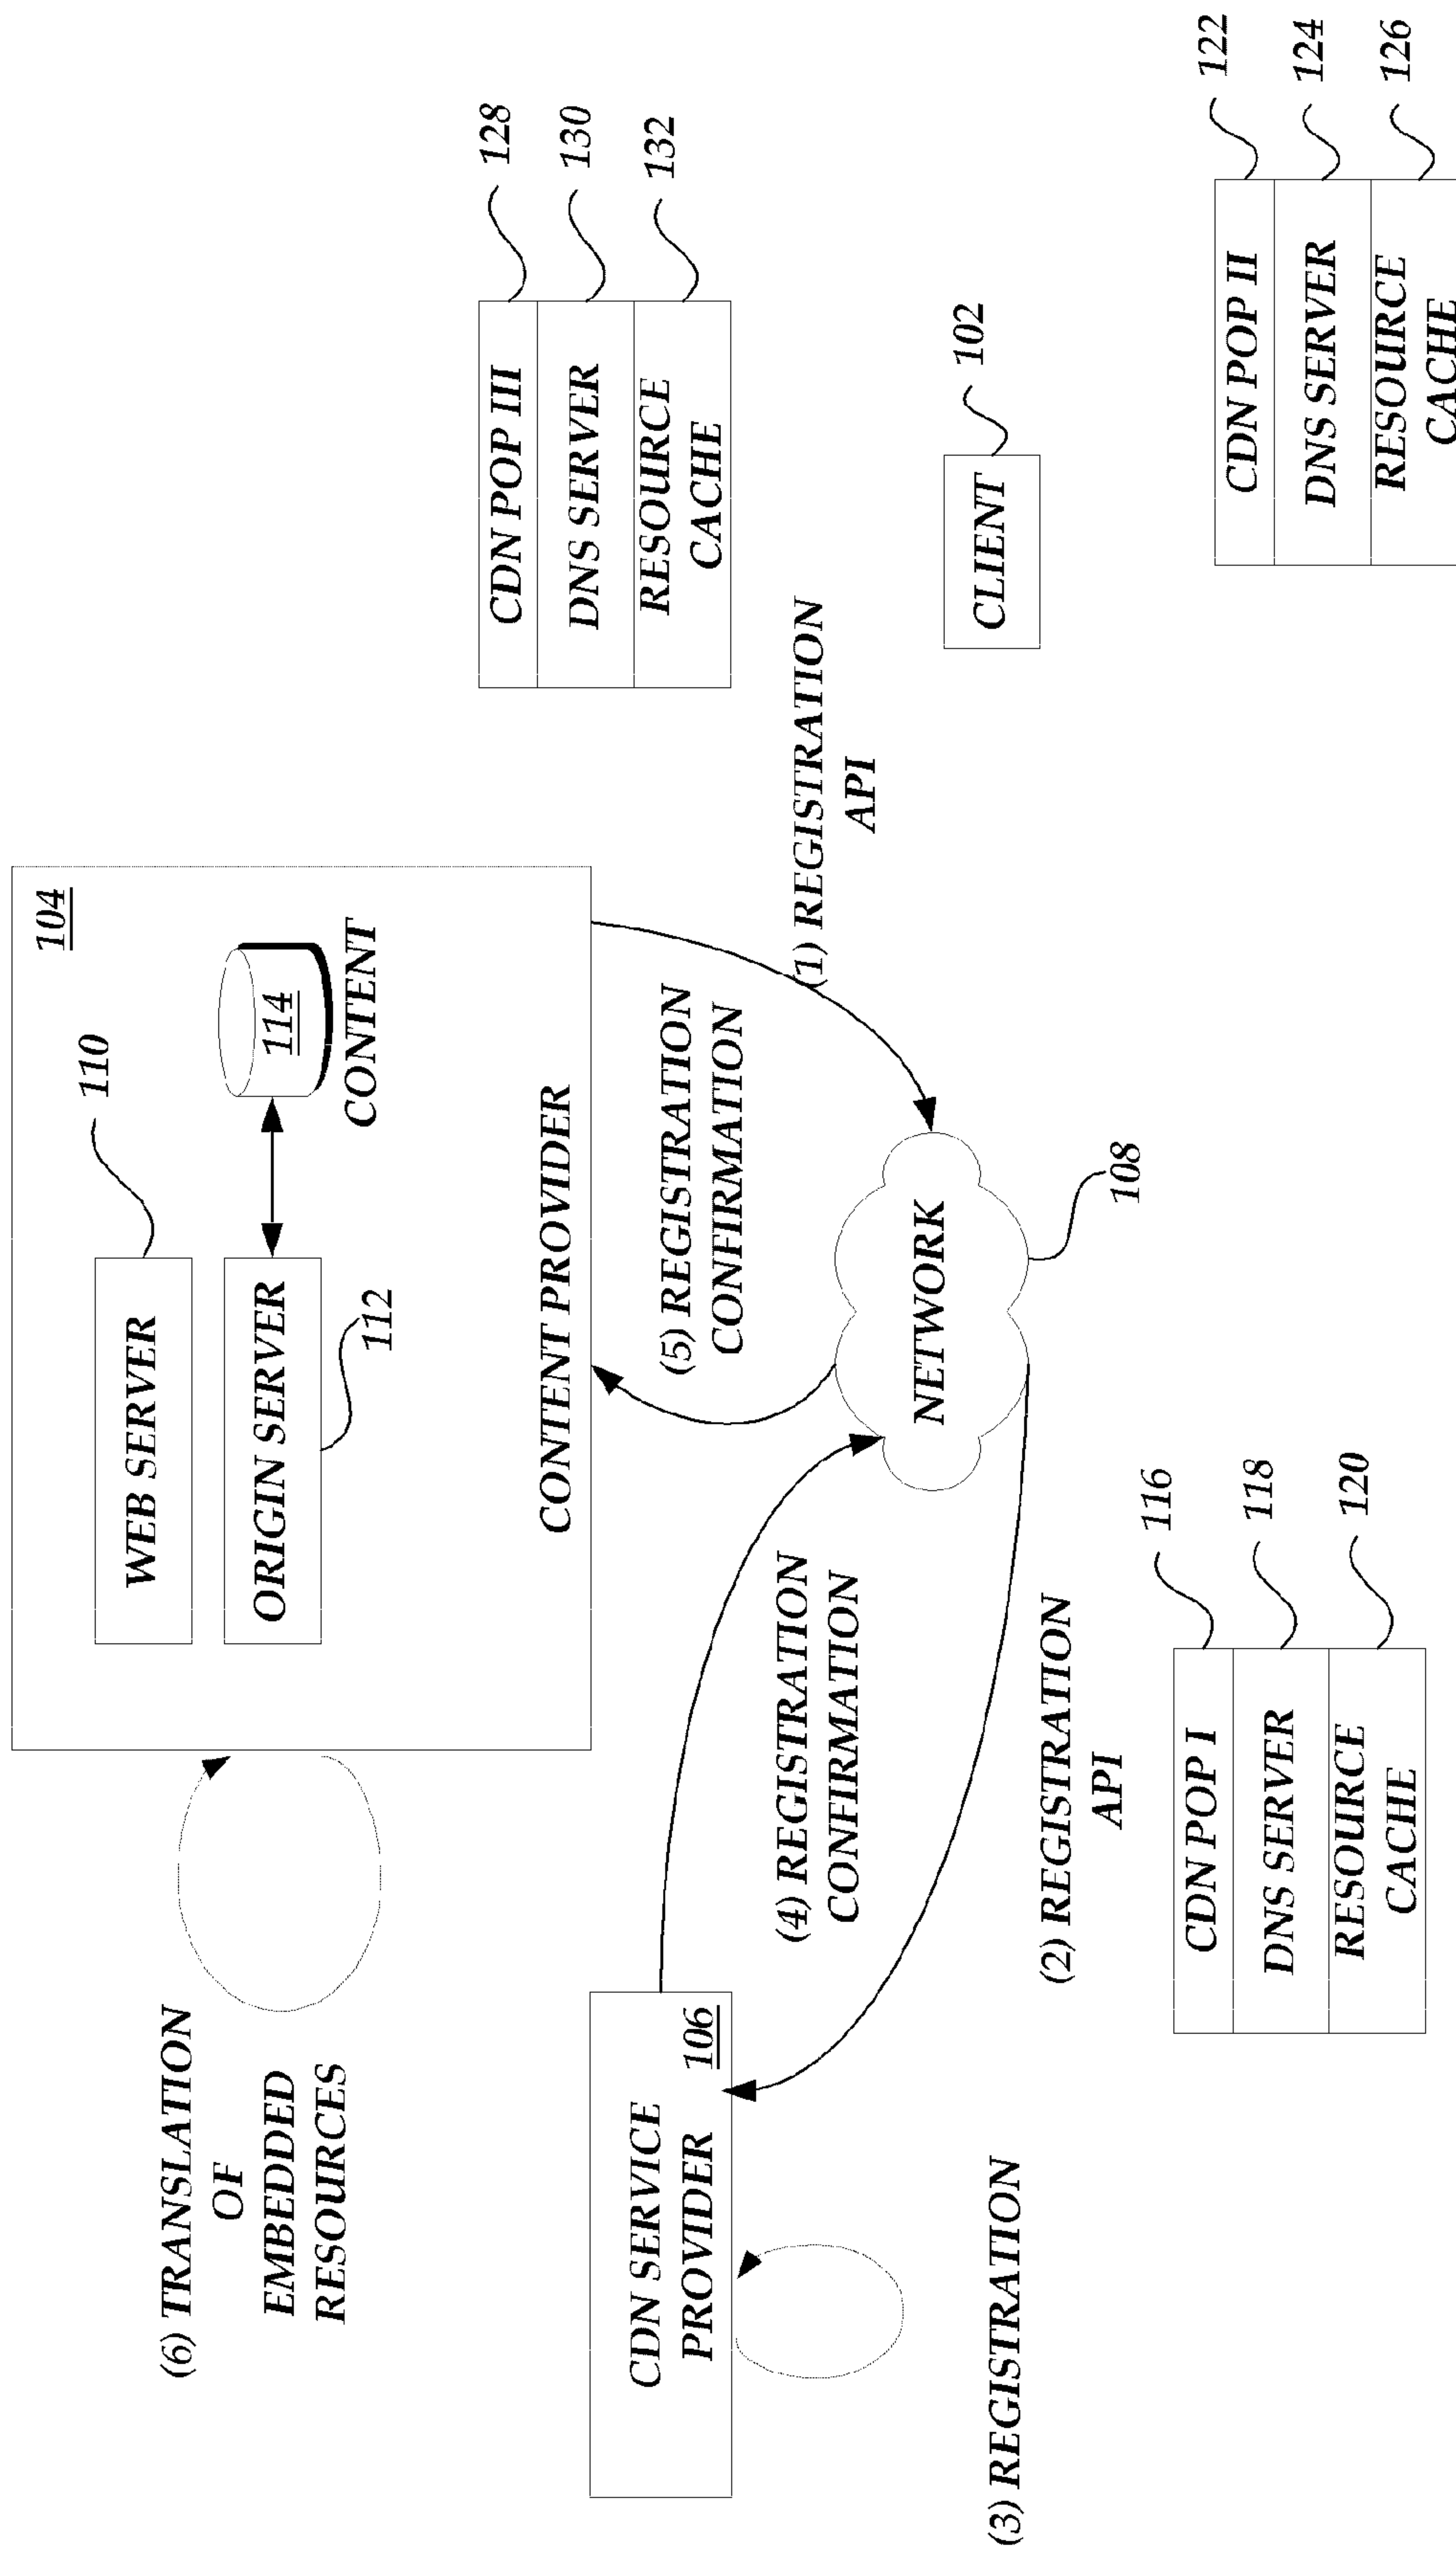 (6) TRANSLATION
OF
EMBEDDED
RESOURCES
WEB SERVER
110
104
ORIGIN SERVER
112
114
CONTENT
CONTENT PROVIDER
CDN SERVICE
PROVIDER
106
(4) REGISTRATION
CONFIRMATION
(5) REGISTRATION
CONFIRMATION
(1) REGISTRATION
API
CDN POP III
DNS SERVER
RESOURCE
CACHE
128
130
132
NETWORK
108
CLIENT
102
(3) REGISTRATION
(2) REGISTRATION
API
CDN POP I
DNS SERVER
RESOURCE
CACHE
116
118
120
CDN POP II
DNS SERVER
RESOURCE
CACHE
122
124
126